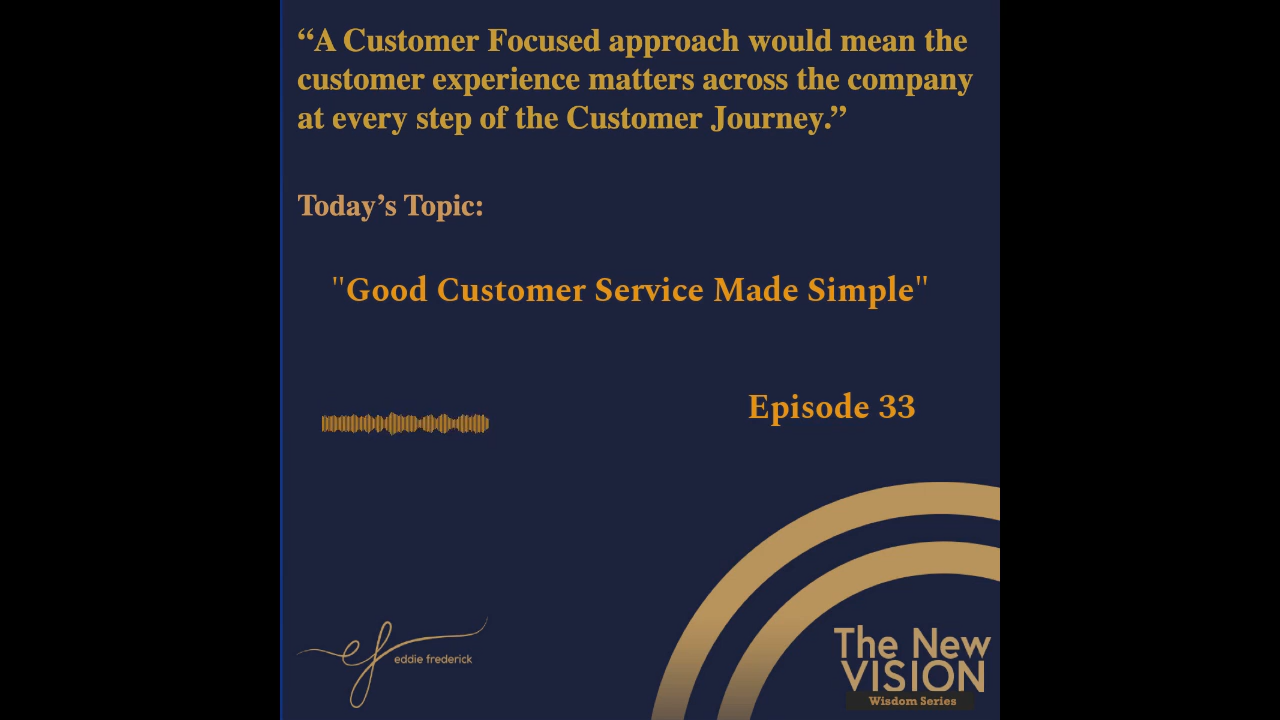 “A Customer Focused approach would mean the
customer experience matters across the company
at every step of the Customer Journey.”
Today’s Topic:
"Good Customer Service Made Simple"
Episode 33
ef
eddie frederick
The New
VISION
Wisdom Series